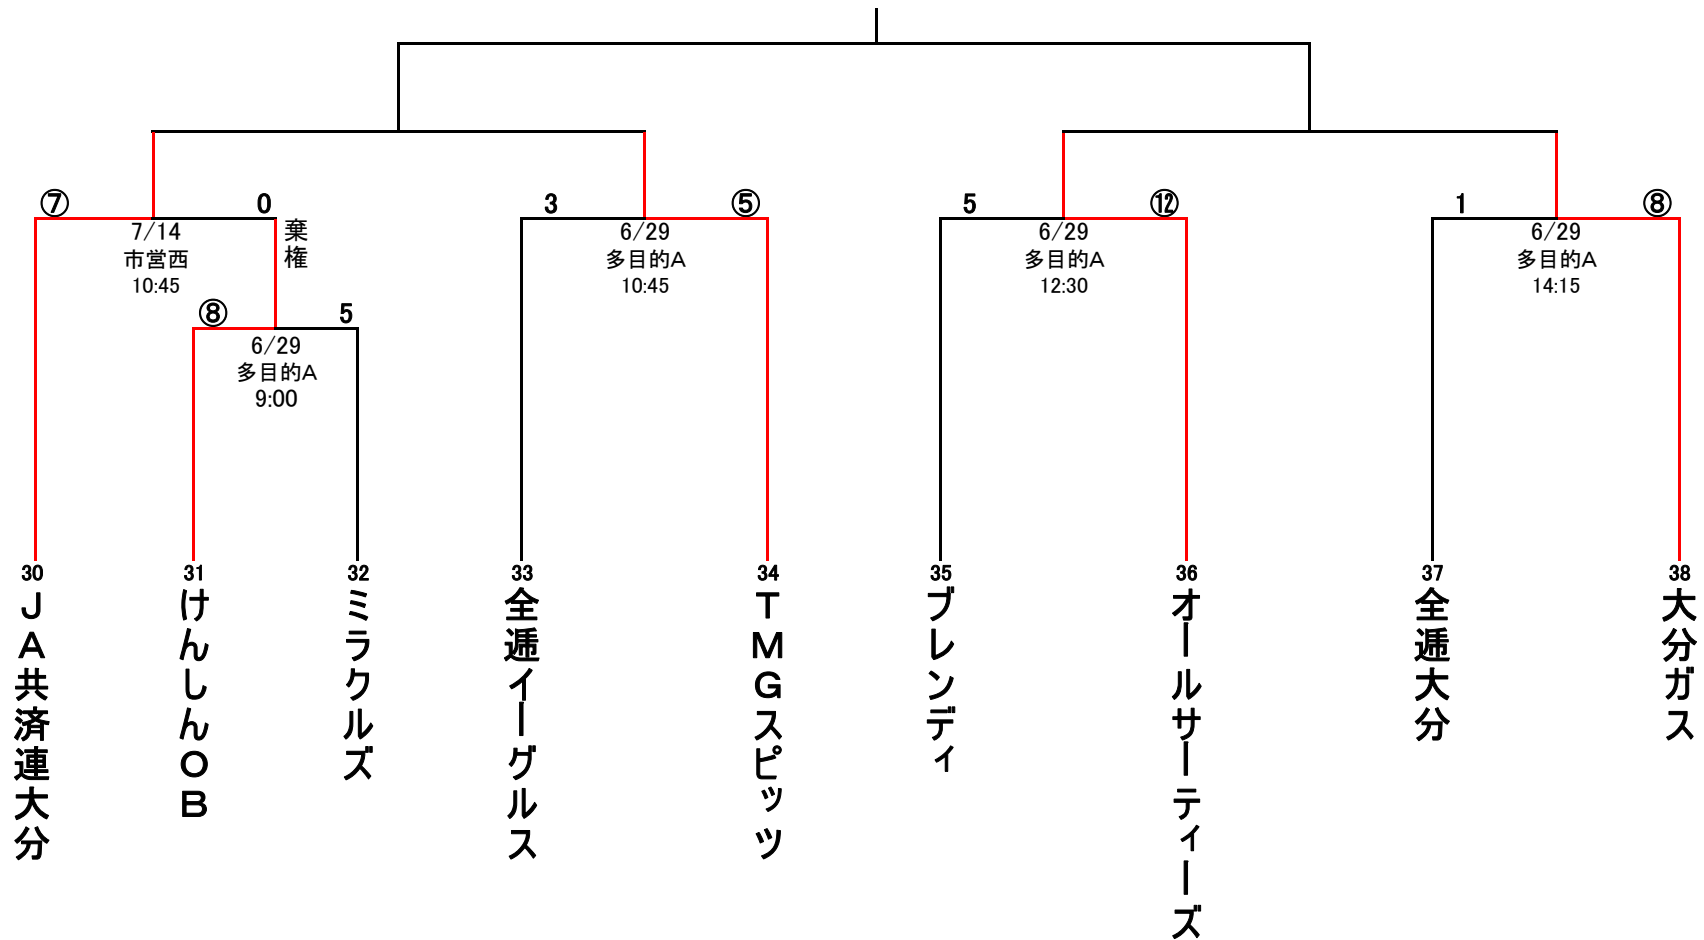 ⑦ 0 3 ⑤ 5 ⑫ 1 ⑧
棄権
7/14
市営西
10:45
6/29
多目的A
10:45
6/29
多目的A
12:30
6/29
多目的A
14:15
⑧ 5
6/29
多目的A
9:00
30 31 32 33 34 35 36 37 38
JA共済連大分
けんしんOB
ミラクルズ
全逓イーグルス
TMGスピッツ
ブレンディ
オールサーティーズ
全逓大分
大分ガス